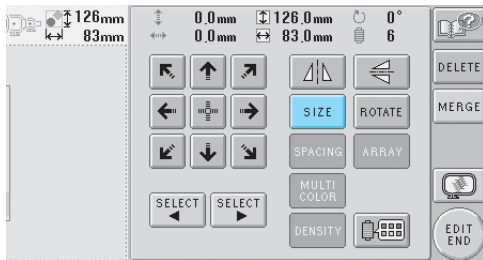 126mm 0.0mm 126.0mm 0°
83mm 0.0mm 83.0mm 6
DELETE
SIZE ROTATE MERGE
SPACING ARRAY
MULTI
COLOR
SELECT SELECT
DENSITY
EDIT
END